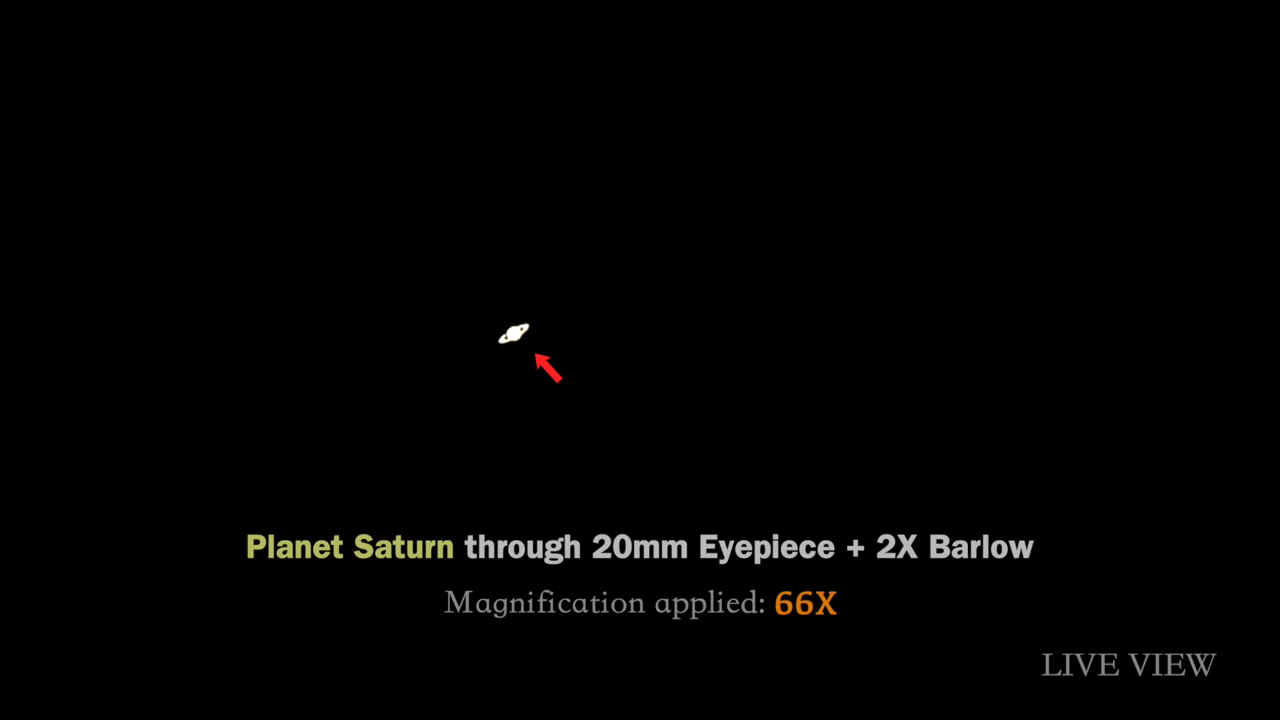 Planet Saturn through 20mm Eyepiece + 2X Barlow
Magnification applied: 66X
LIVE VIEW